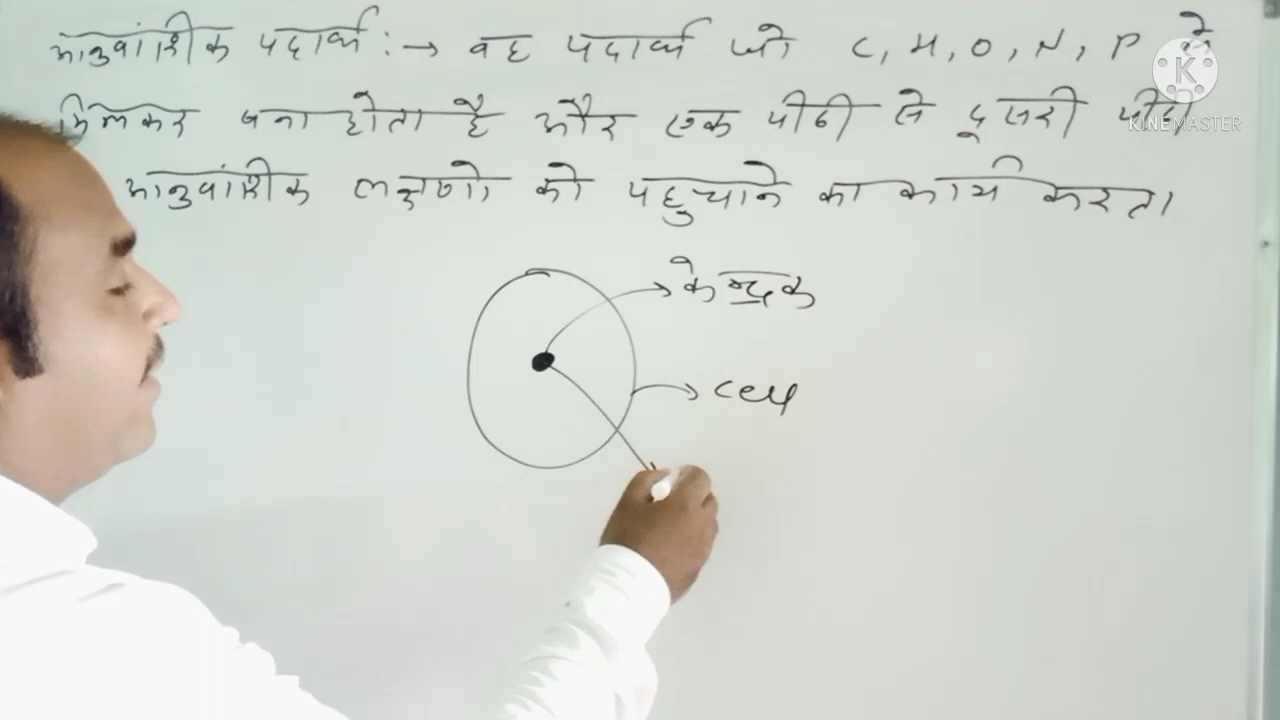 आनुवांशिक पदार्थ :→ वह पदार्थ जो C, H, O, N, P से
मिलकर बना होता है और एक पीढी से दूसरी पीढी
आनुवांशिक लक्षणो को पहुचाने का कार्य करता।
केन्द्रक
cell
K
KINEMASTER